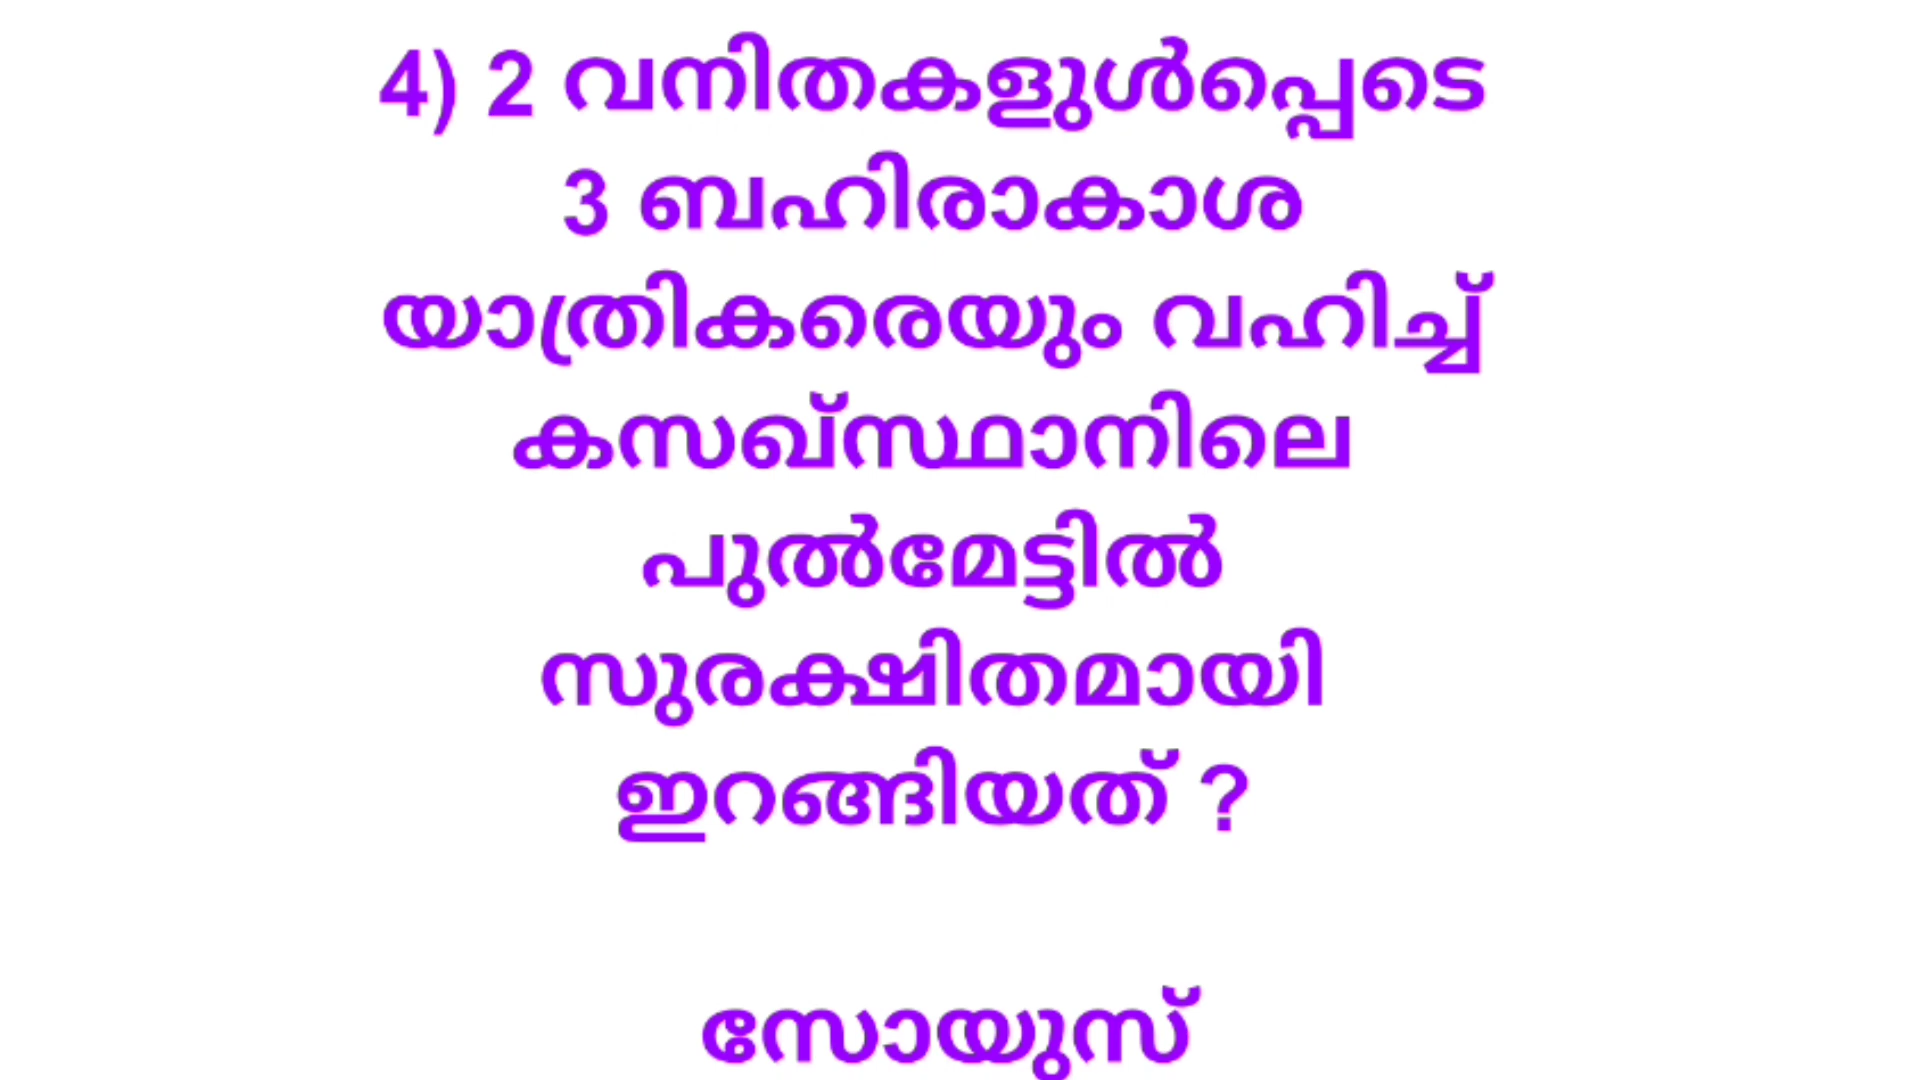 4) 2 വനിതകളുൾപ്പെടെ
3 ബഹിരാകാശ
യാത്രികരെയും വഹിച്ച്
കസഖ്സ്ഥാനിലെ
പുൽമേട്ടിൽ
സുരക്ഷിതമായി
ഇറങ്ങിയത് ?
സോയുസ്